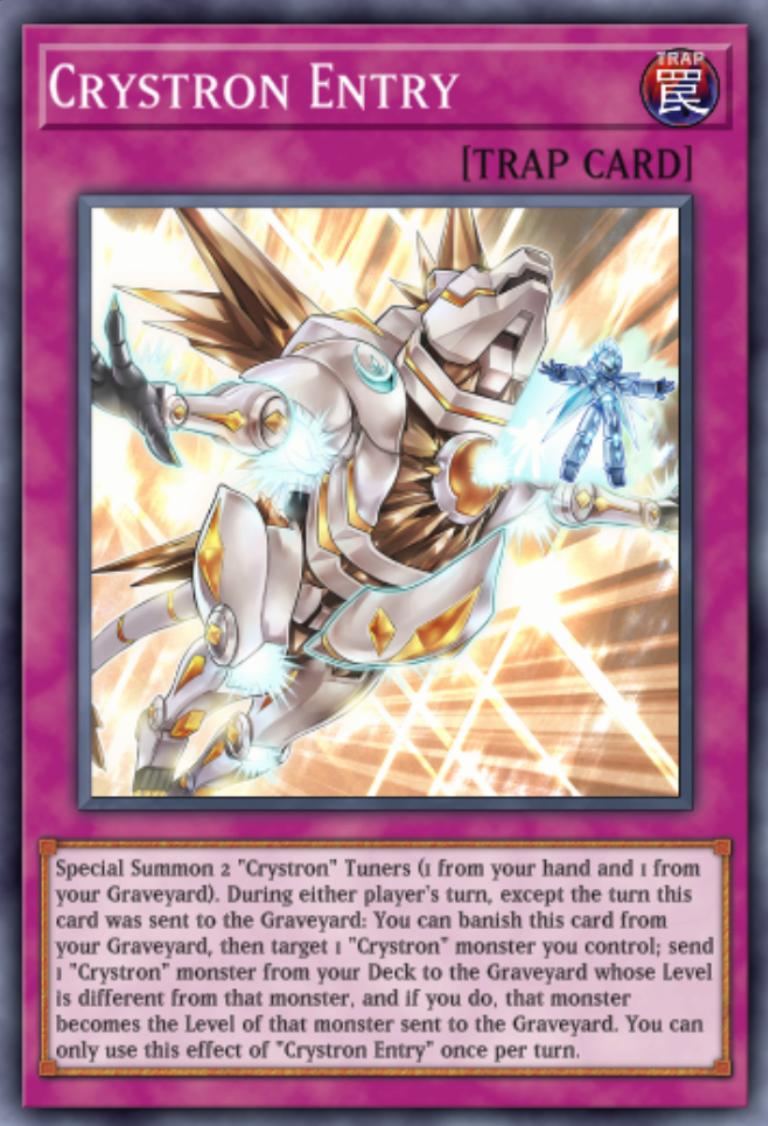 Crystron Entry
TRAP
罠
[TRAP CARD]
Special Summon 2 "Crystron" Tuners (1 from your hand and 1 from
your Graveyard). During either player's turn, except the turn this
card was sent to the Graveyard: You can banish this card from
your Graveyard, then target 1 "Crystron" monster you control; send
1 "Crystron" monster from your Deck to the Graveyard whose Level
is different from that monster, and if you do, that monster
becomes the Level of that monster sent to the Graveyard. You can
only use this effect of "Crystron Entry" once per turn.